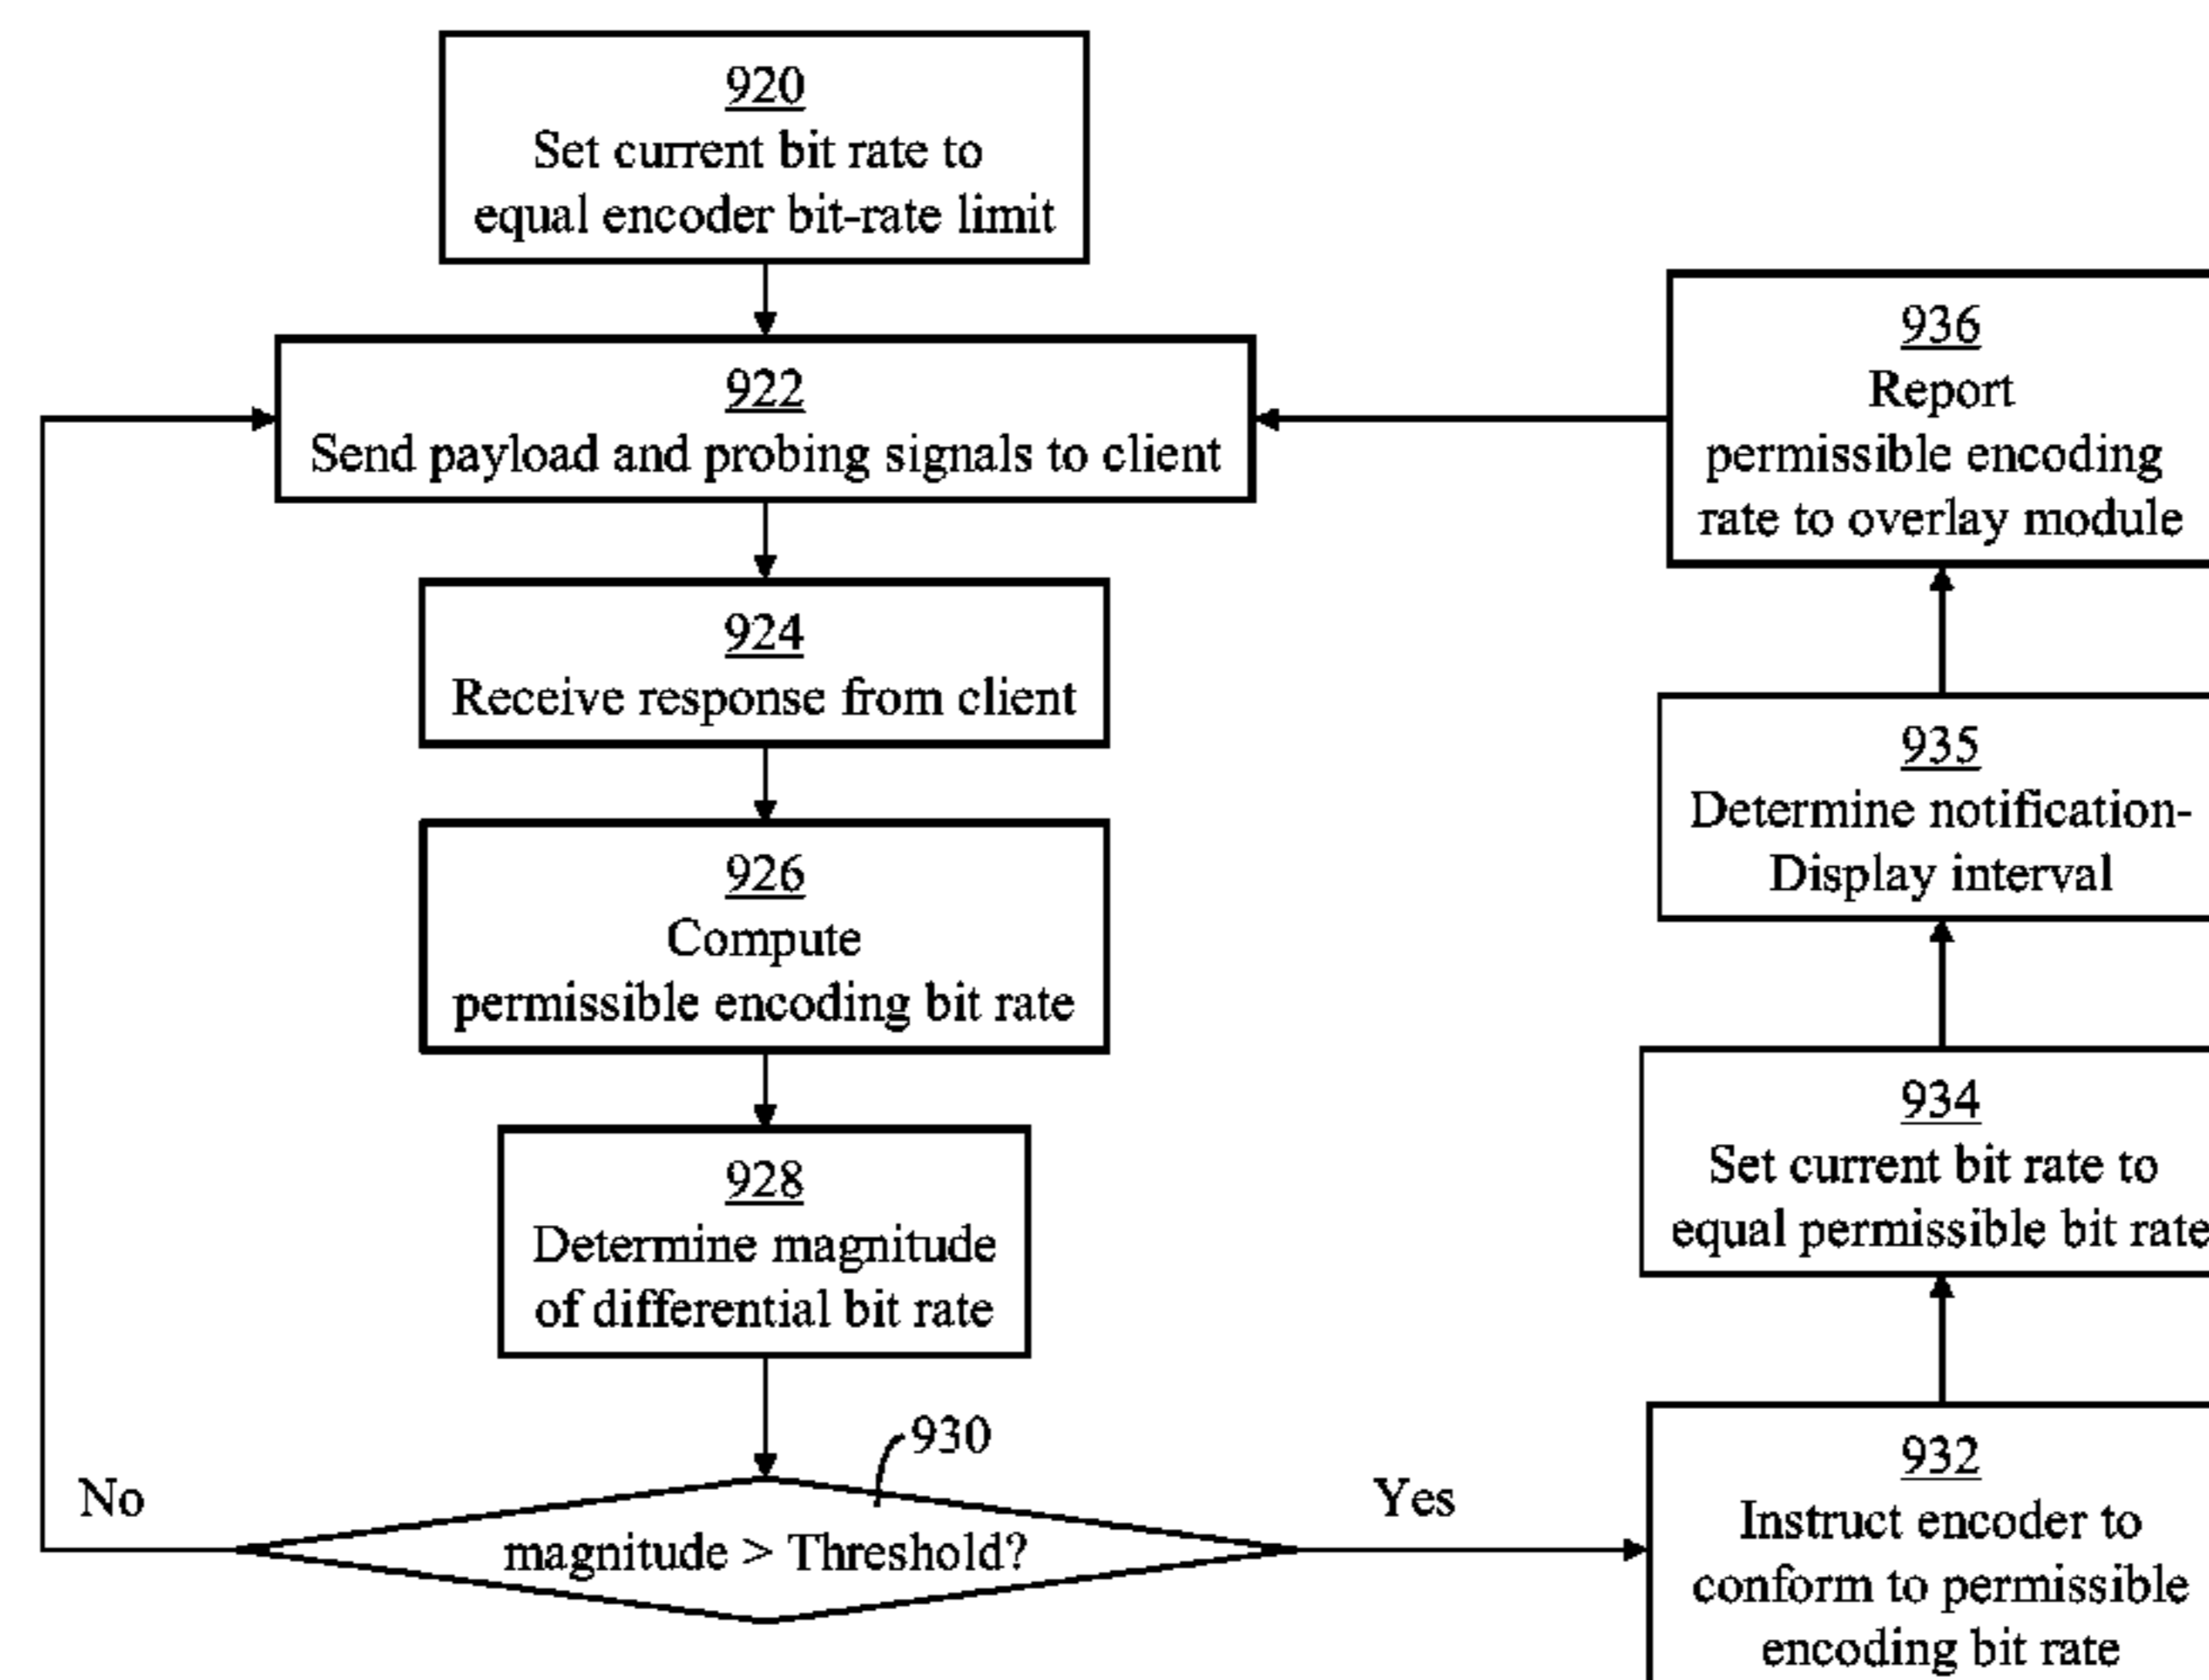 920
Set current bit rate to
equal encoder bit-rate limit
922
Send payload and probing signals to client
924
Receive response from client
926
Compute
permissible encoding bit rate
928
Determine magnitude
of differential bit rate
930
magnitude > Threshold?
No
Yes
932
Instruct encoder to
conform to permissible
encoding bit rate
934
Set current bit rate to
equal permissible bit rate
935
Determine notification-
Display interval
936
Report
permissible encoding
rate to overlay module